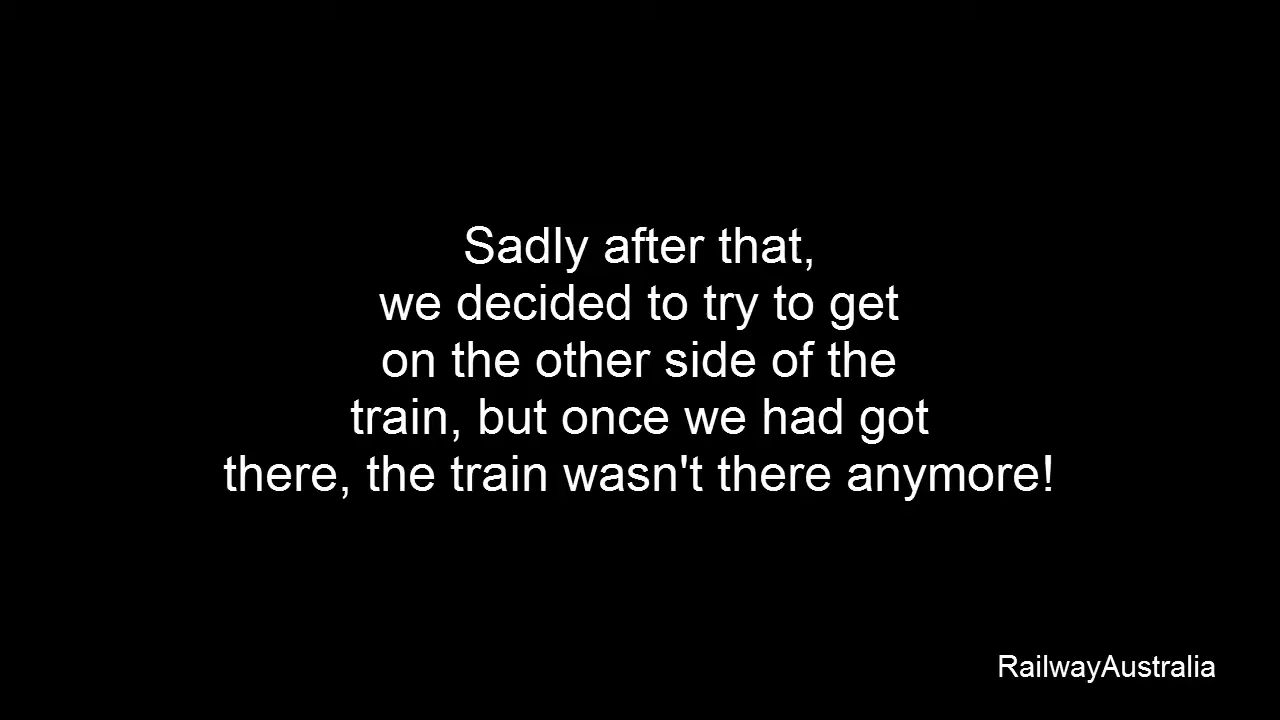 Sadly after that,
we decided to try to get
on the other side of the
train, but once we had got
there, the train wasn't there anymore!
RailwayAustralia